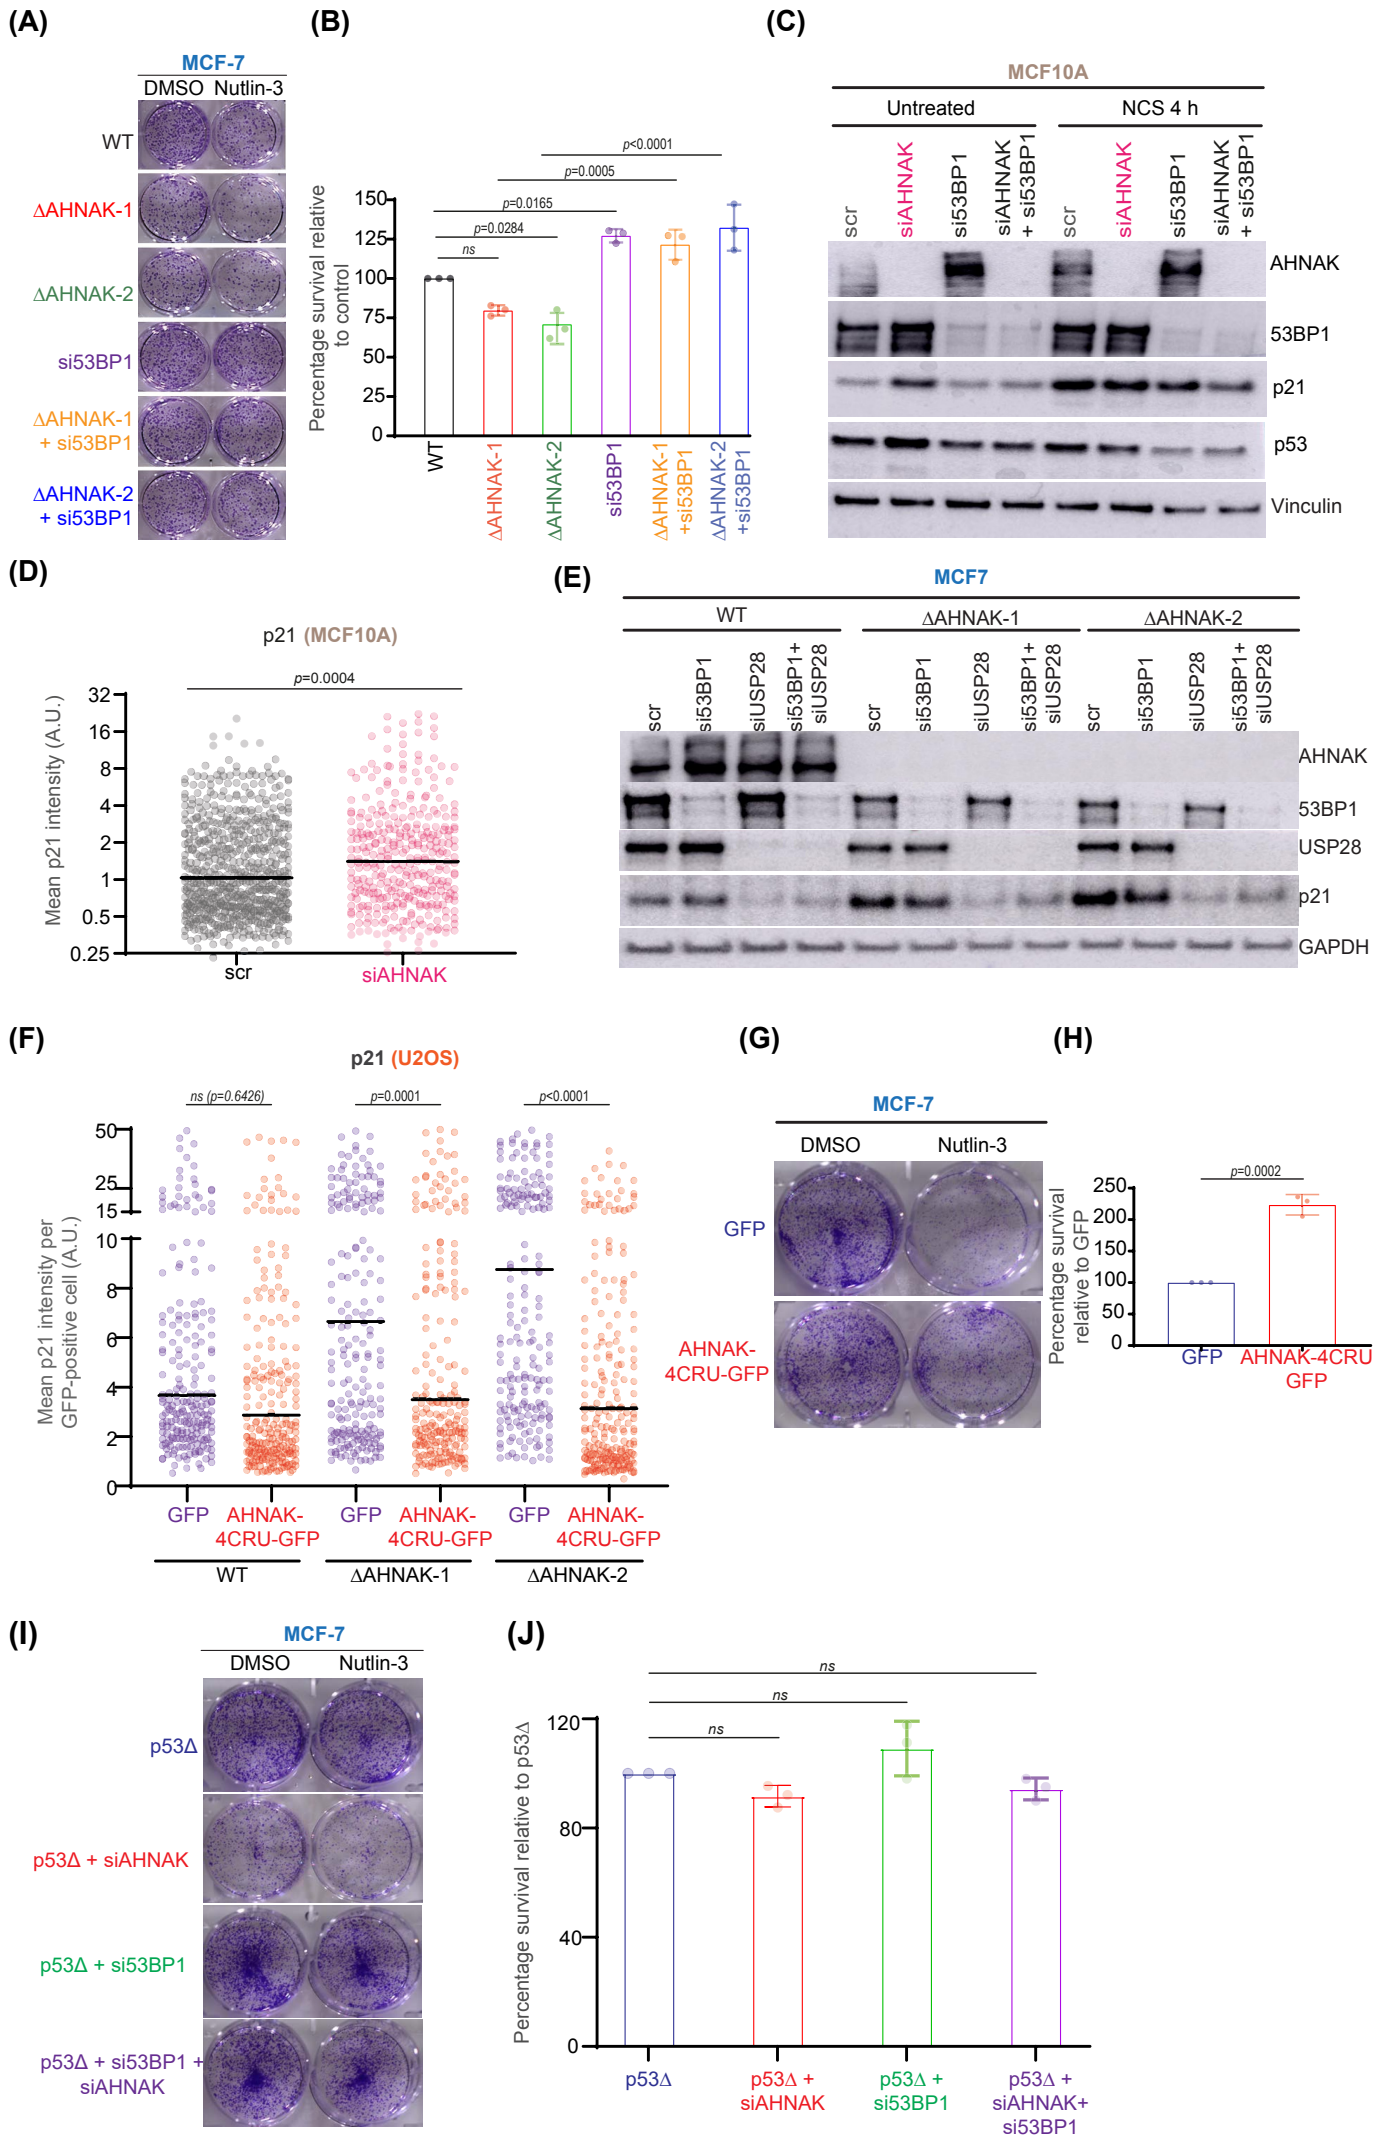 (A)
MCF-7
DMSO Nutlin-3
WT
ΔAHNAK-1
ΔAHNAK-2
si53BP1
ΔAHNAK-1
+ si53BP1
ΔAHNAK-2
+ si53BP1
(B)
Percentage survival relative
to control
150
125
100
75
50
25
0
ns
p=0.0284
p=0.0165
p=0.0005
p<0.0001
WT
ΔAHNAK-1
ΔAHNAK-2
si53BP1
ΔAHNAK-1
+si53BP1
ΔAHNAK-2
+si53BP1
(C)
MCF10A
Untreated
NCS 4 h
scr
siAHNAK
si53BP1
siAHNAK
+ si53BP1
scr
siAHNAK
si53BP1
siAHNAK
+ si53BP1
AHNAK
53BP1
p21
p53
Vinculin
(D)
p21 (MCF10A)
p=0.0004
Mean p21 intensity (A.U.)
32
16
8
4
2
1
0.5
0.25
scr
siAHNAK
(E)
MCF7
WT
ΔAHNAK-1
ΔAHNAK-2
scr
si53BP1
siUSP28
si53BP1+
siUSP28
scr
si53BP1
siUSP28
si53BP1+
siUSP28
scr
si53BP1
siUSP28
si53BP1+
siUSP28
AHNAK
53BP1
USP28
p21
GAPDH
(F)
p21 (U2OS)
ns (p=0.6426)
p=0.0001
p<0.0001
Mean p21 intensity per
GFP-positive cell (A.U.)
50
25
15
10
8
6
4
2
0
GFP
AHNAK-
4CRU-GFP
GFP
AHNAK-
4CRU-GFP
GFP
AHNAK-
4CRU-GFP
WT
ΔAHNAK-1
ΔAHNAK-2
(G)
MCF-7
DMSO
Nutlin-3
GFP
AHNAK-
4CRU-GFP
(H)
p=0.0002
Percentage survival
relative to GFP
250
200
150
100
50
0
GFP
AHNAK-4CRU
GFP
(I)
MCF-7
DMSO
Nutlin-3
p53Δ
p53Δ + siAHNAK
p53Δ + si53BP1
p53Δ + si53BP1 +
siAHNAK
(J)
ns
ns
ns
Percentage survival relative to p53Δ
120
80
40
0
p53Δ
p53Δ +
siAHNAK
p53Δ +
si53BP1
p53Δ +
siAHNAK+
si53BP1